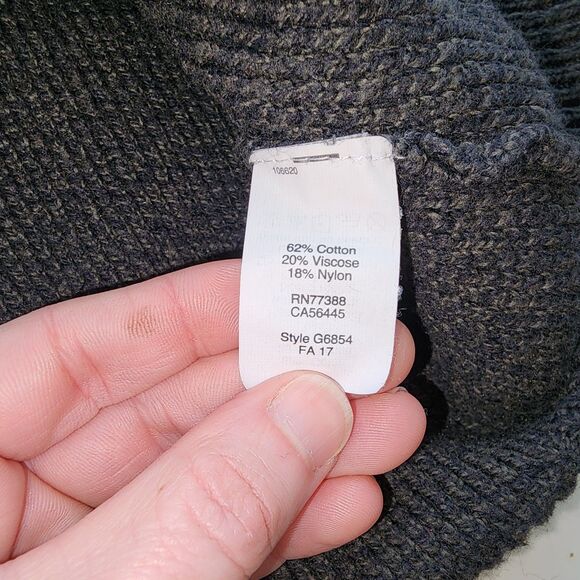 106620
62% Cotton
20% Viscose
18% Nylon
RN77388
CA56445
Style G6854
FA 17